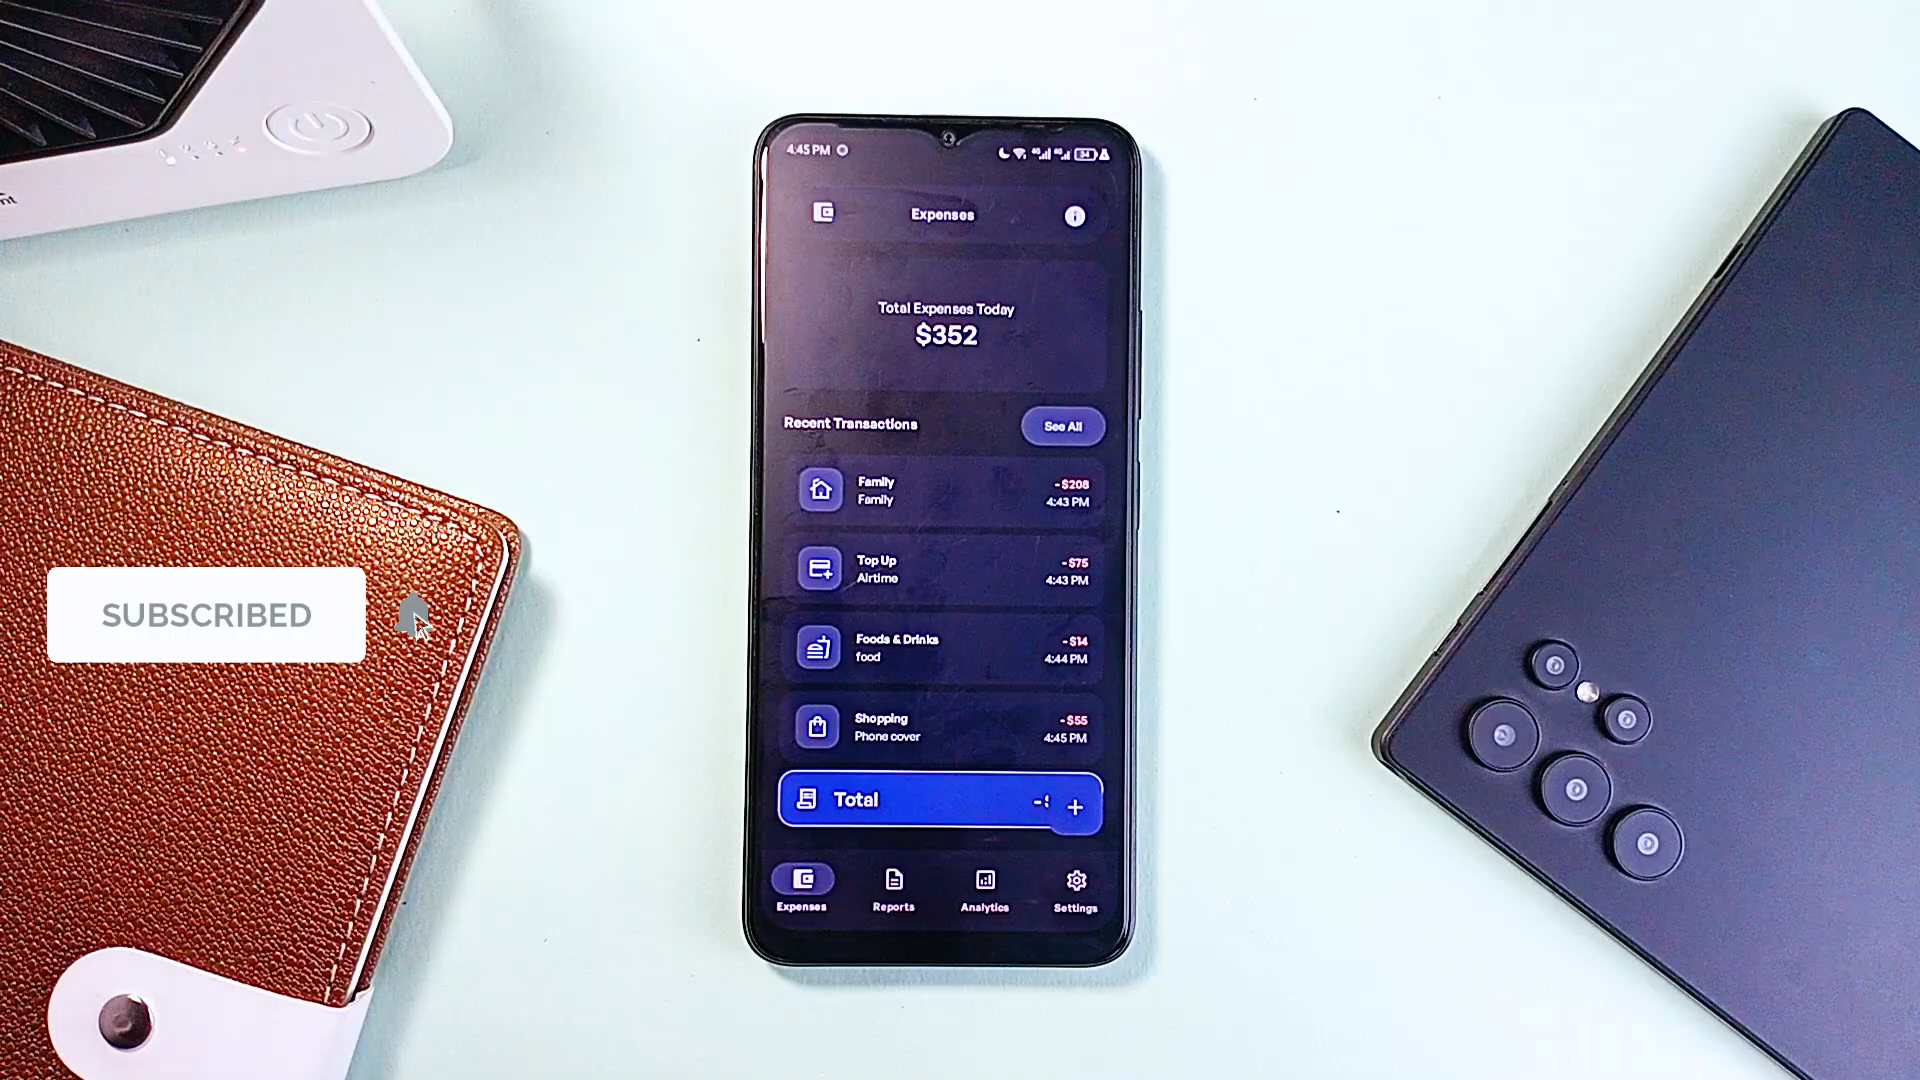 4:45 PM
54
Expenses
Total Expenses Today
$352
Recent Transactions
See All
Family
-$208
Family
4:43 PM
Top Up
-$75
Airtime
4:43 PM
Foods & Drinks
-$14
food
4:44 PM
Shopping
-$55
Phone cover
4:45 PM
Total
Expenses
Reports
Analytics
Settings
SUBSCRIBED